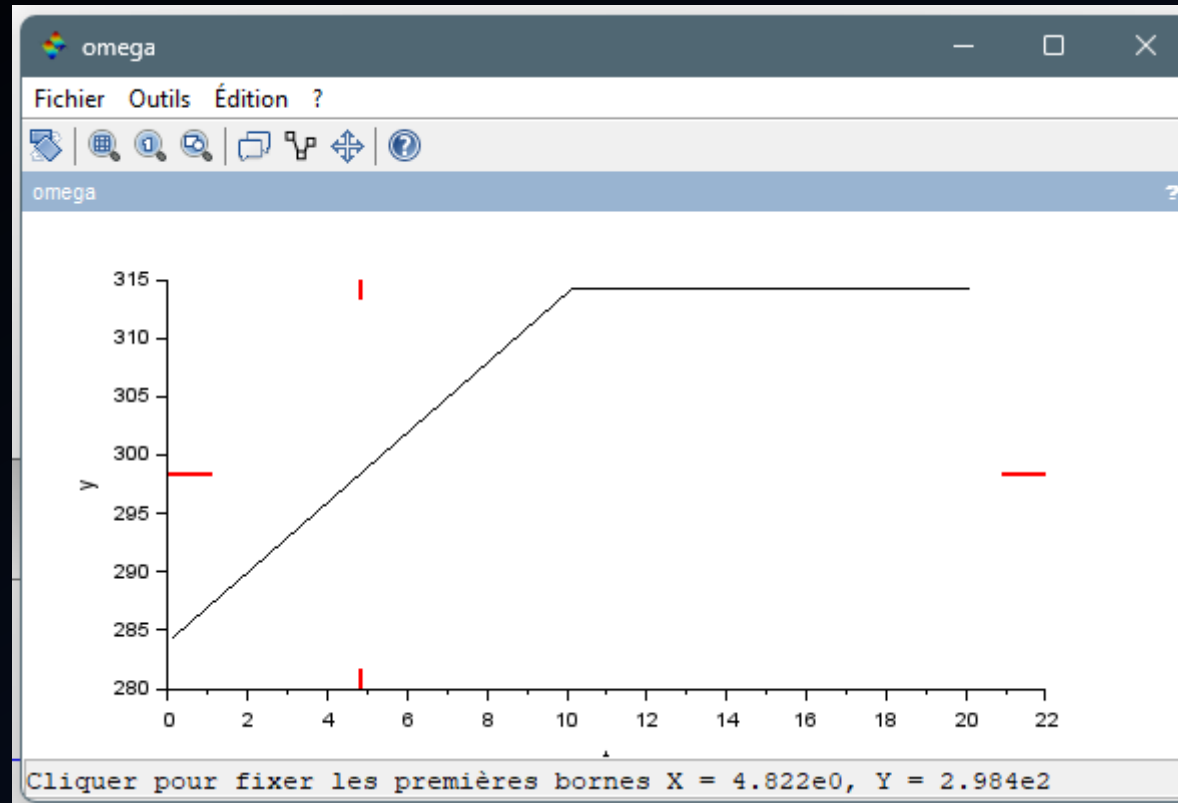 omega
Fichier Outils Édition ?
omega ?
315
310
305
300
295
290
285
280
y
0 2 4 6 8 10 12 14 16 18 20 22
Cliquer pour fixer les premières bornes X = 4.822e0, Y = 2.984e2